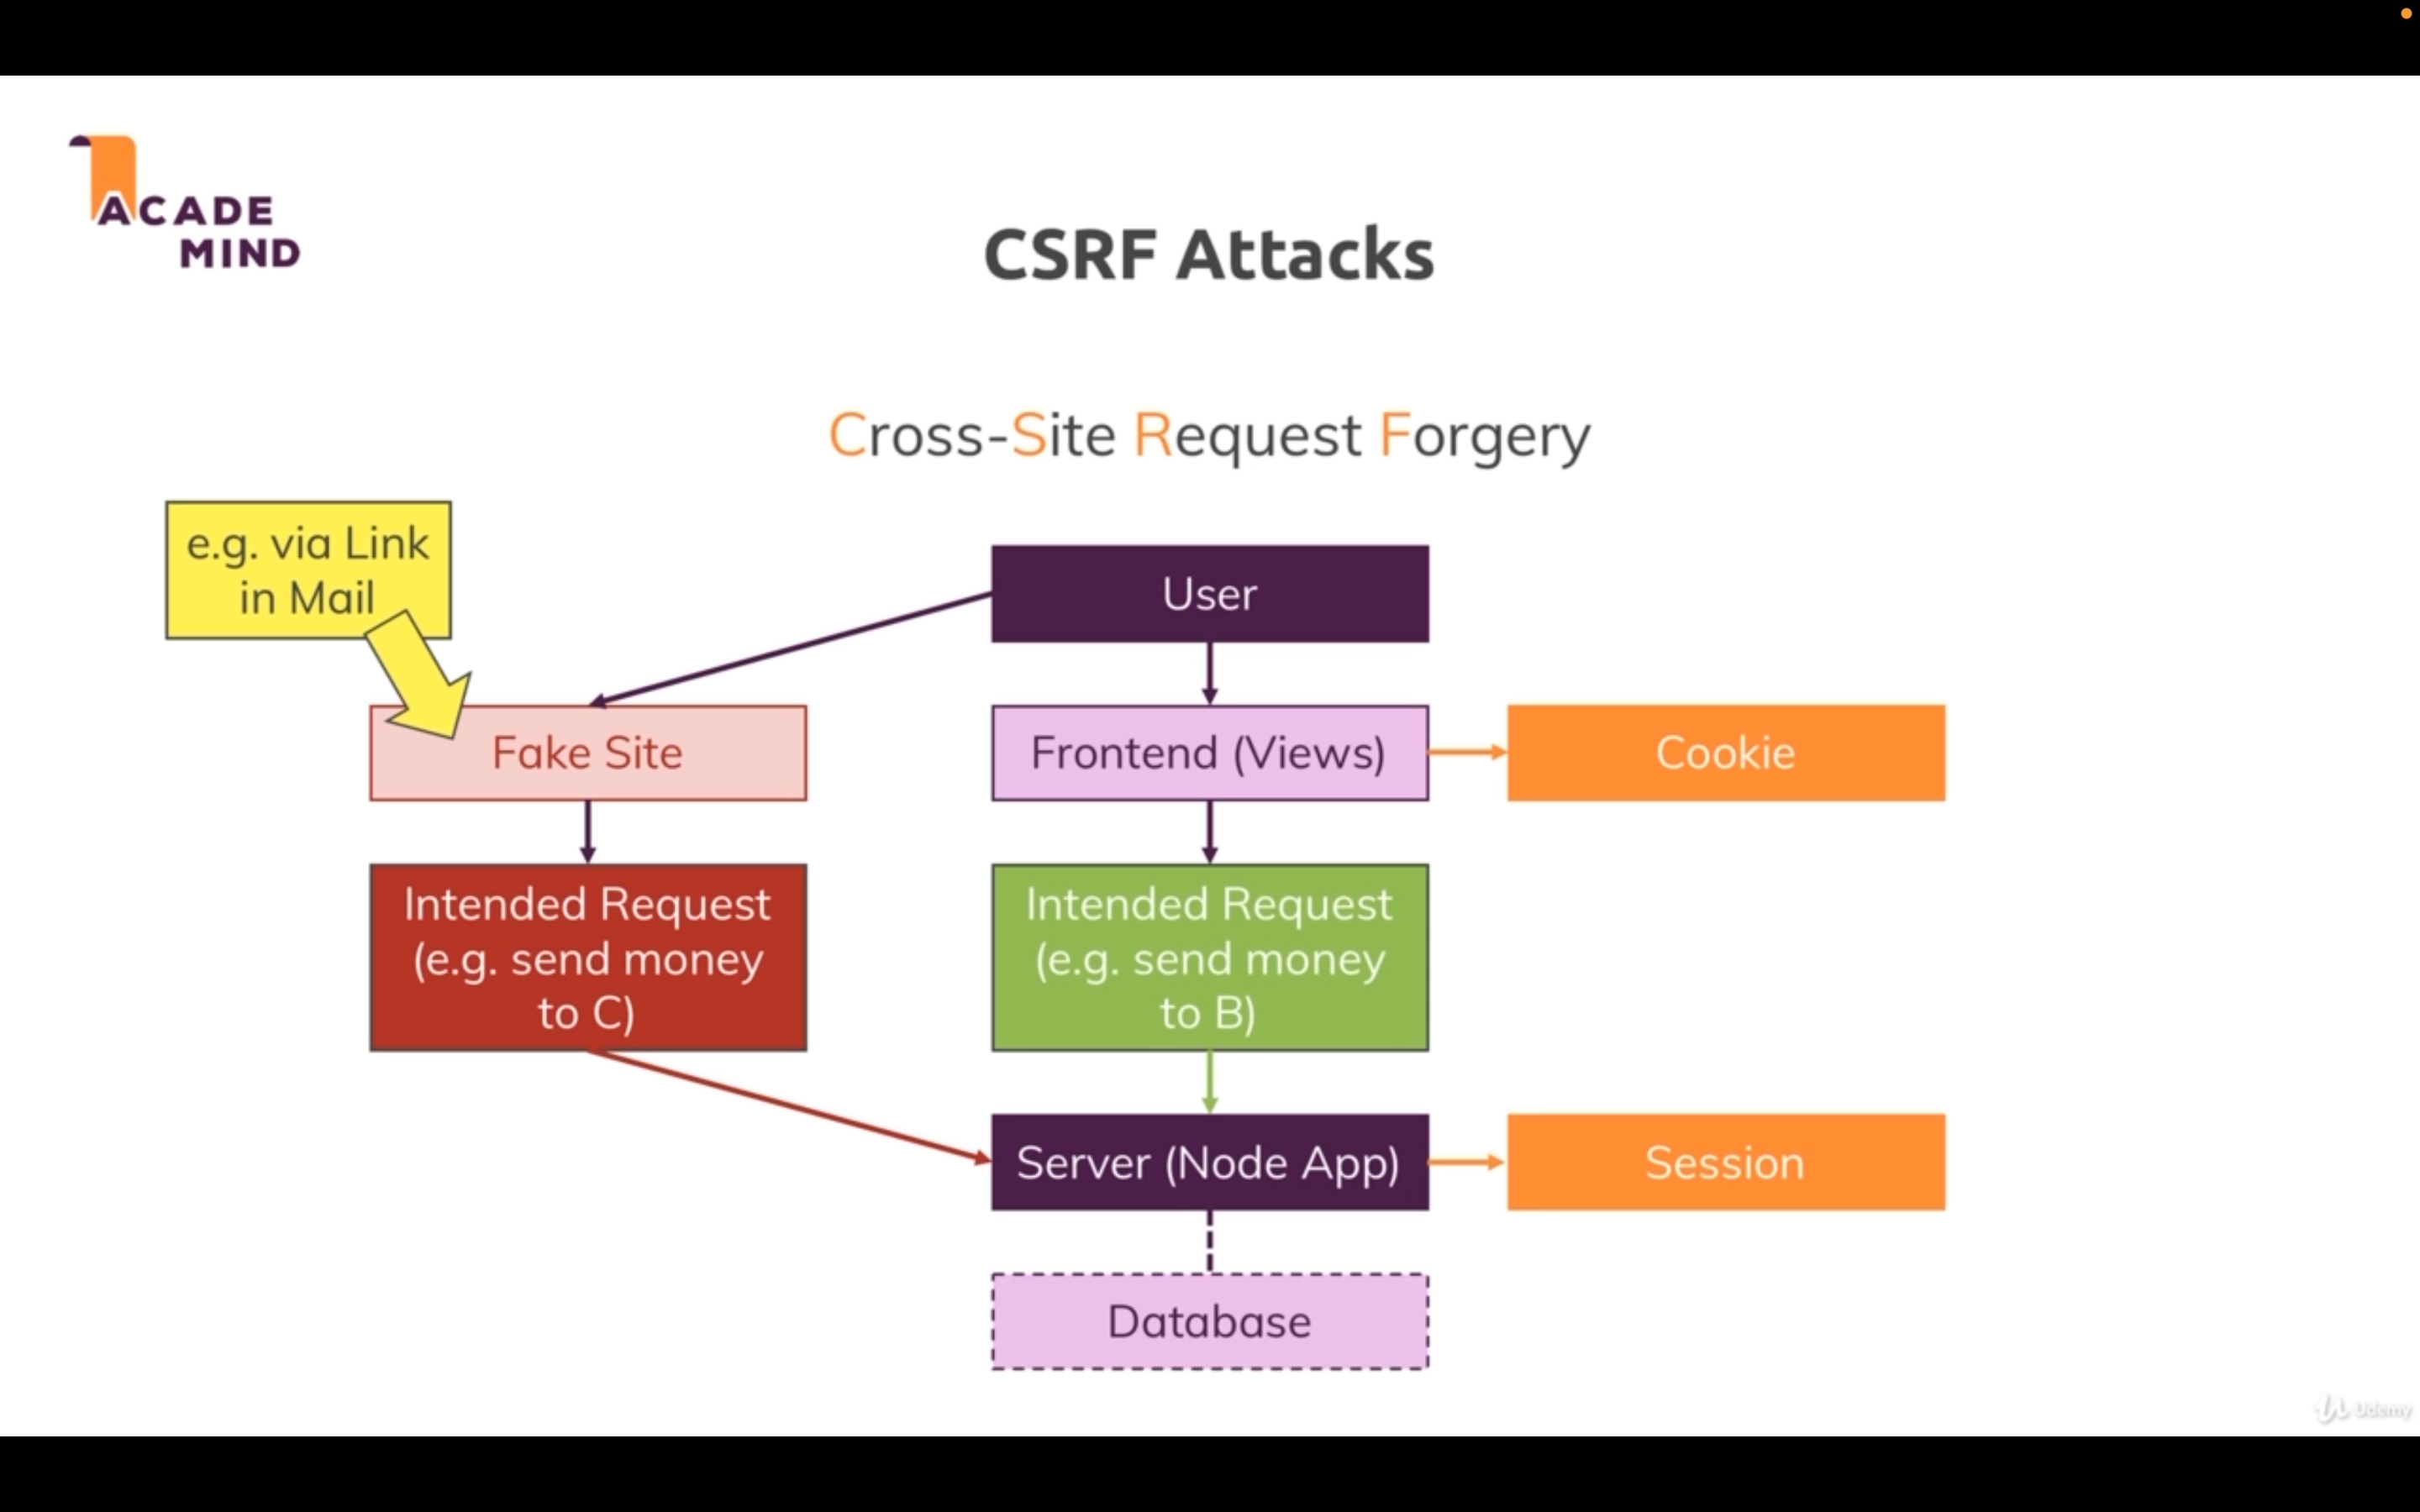 ACADE
MIND
CSRF Attacks
Cross-Site Request Forgery
e.g. via Link
in Mail
User
Fake Site
Frontend (Views)
Cookie
Intended Request
(e.g. send money
to C)
Intended Request
(e.g. send money
to B)
Server (Node App)
Session
Database
Udemy